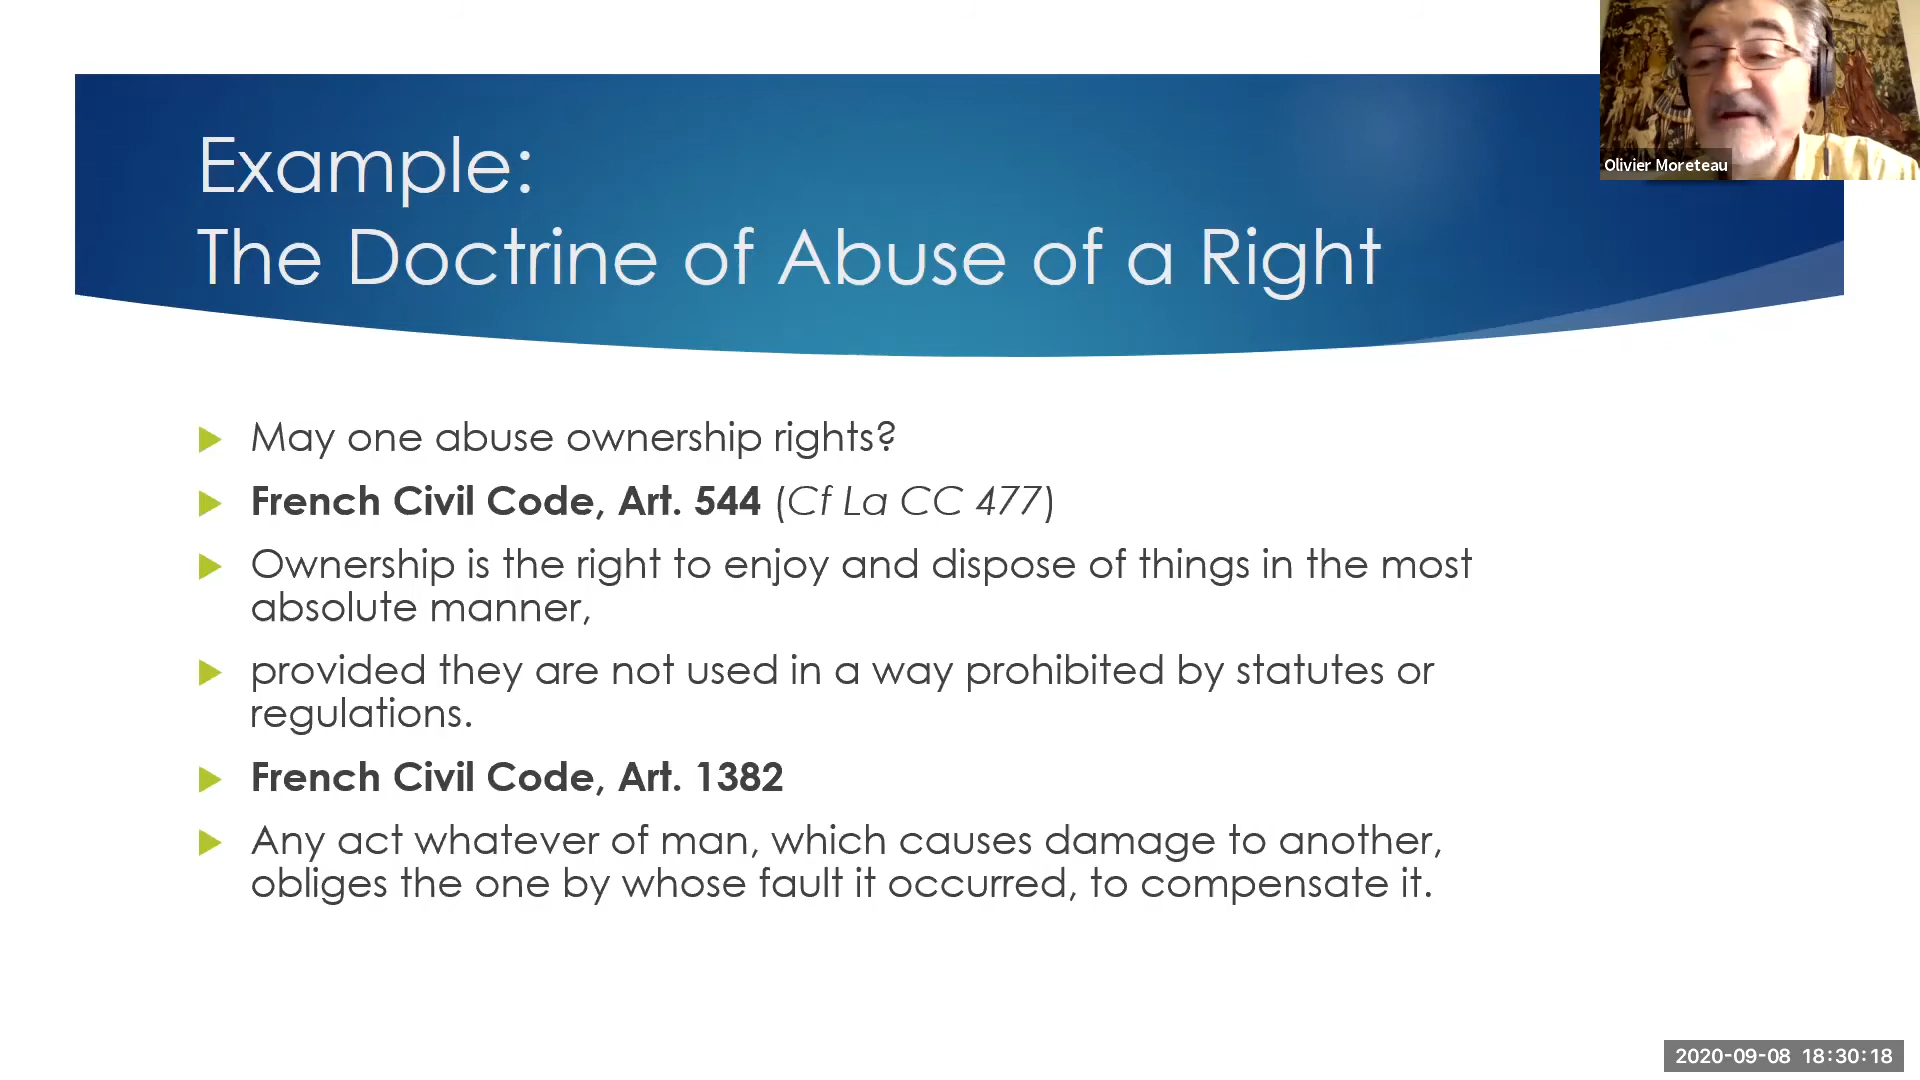 Example:
The Doctrine of Abuse of a Right
Olivier Moreteau
May one abuse ownership rights?
French Civil Code, Art. 544 (Cf La CC 477)
Ownership is the right to enjoy and dispose of things in the most
absolute manner,
provided they are not used in a way prohibited by statutes or
regulations.
French Civil Code, Art. 1382
Any act whatever of man, which causes damage to another,
obliges the one by whose fault it occurred, to compensate it.
2020-09-08 18:30:18